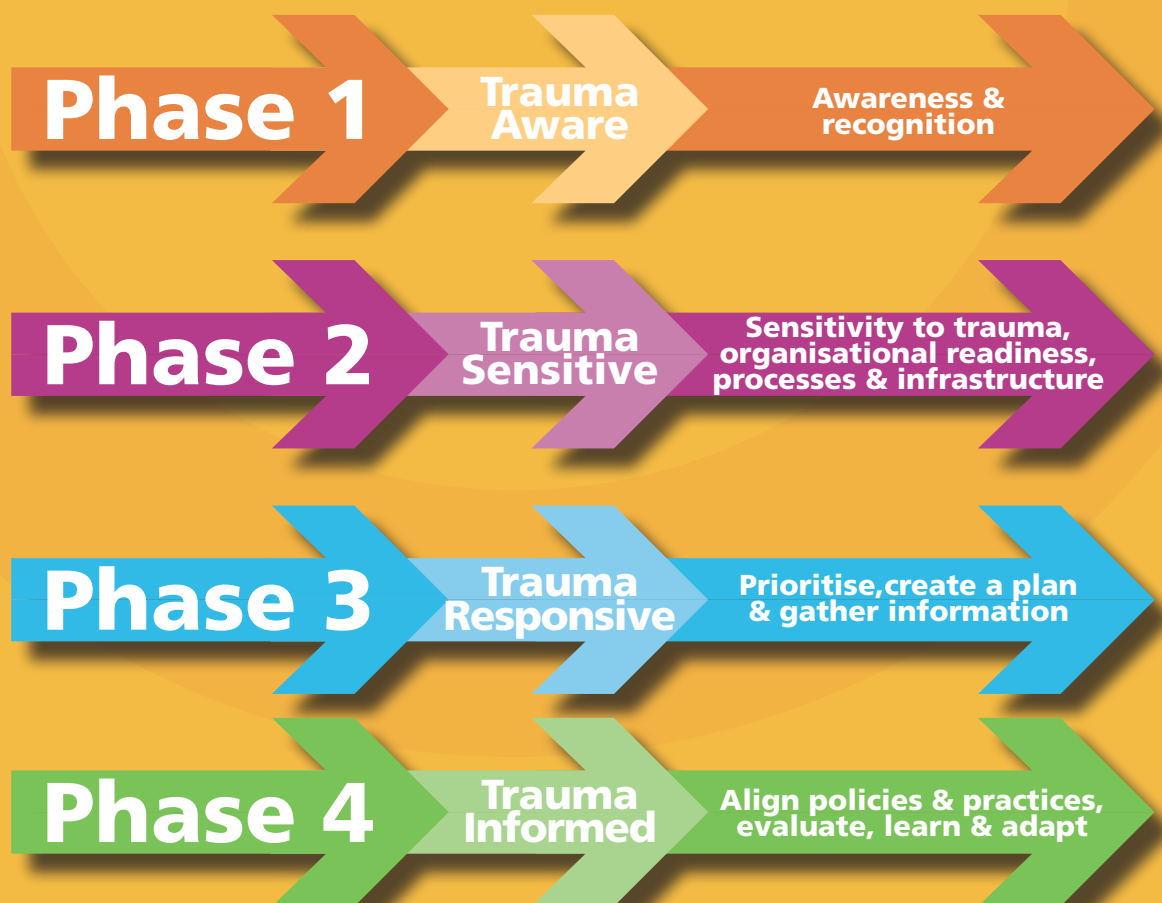 Phase 1
Trauma
Aware
Awareness &
recognition
Phase 2
Trauma
Sensitive
Sensitivity to trauma,
organisational readiness,
processes & infrastructure
Phase 3
Trauma
Responsive
Prioritise,create a plan
& gather information
Phase 4
Trauma
Informed
Align policies & practices,
evaluate, learn & adapt